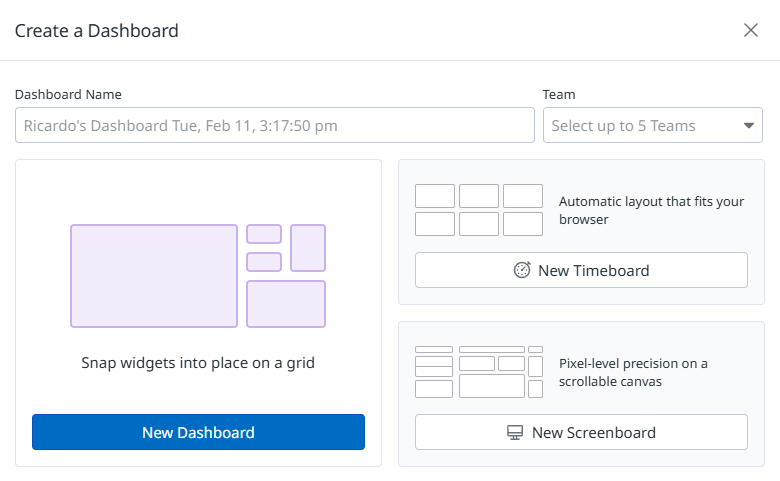 Create a Dashboard
Dashboard Name
Team
Ricardo's Dashboard Tue, Feb 11, 3:17:50 pm
Select up to 5 Teams
Snap widgets into place on a grid
New Dashboard
Automatic layout that fits your
browser
New Timeboard
Pixel-level precision on a
scrollable canvas
New Screenboard